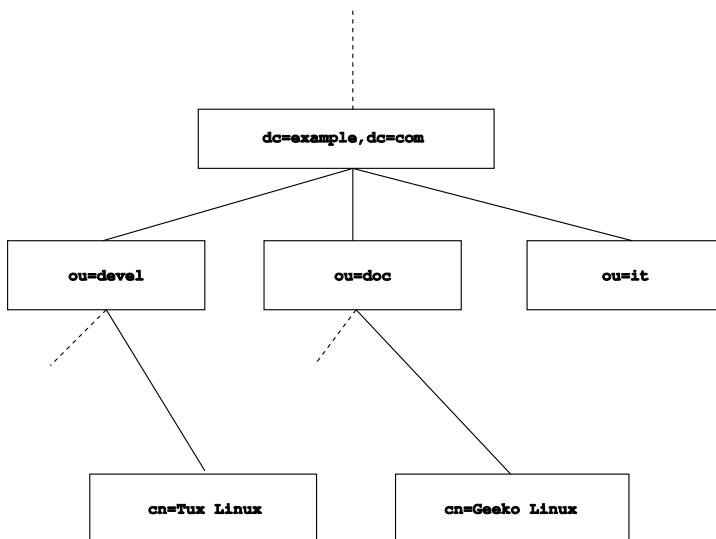 dc=example,dc=com
ou=devel
ou=doc
ou=it
cn=Tux Linux
cn=Geeko Linux